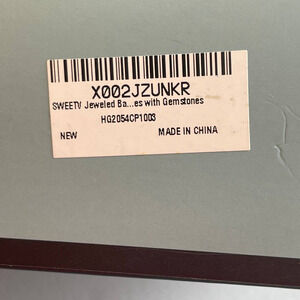 X002JZUNKR
SWEETV Jeweled Ba...es with Gemstones
HG2054CP1003
NEW MADE IN CHINA